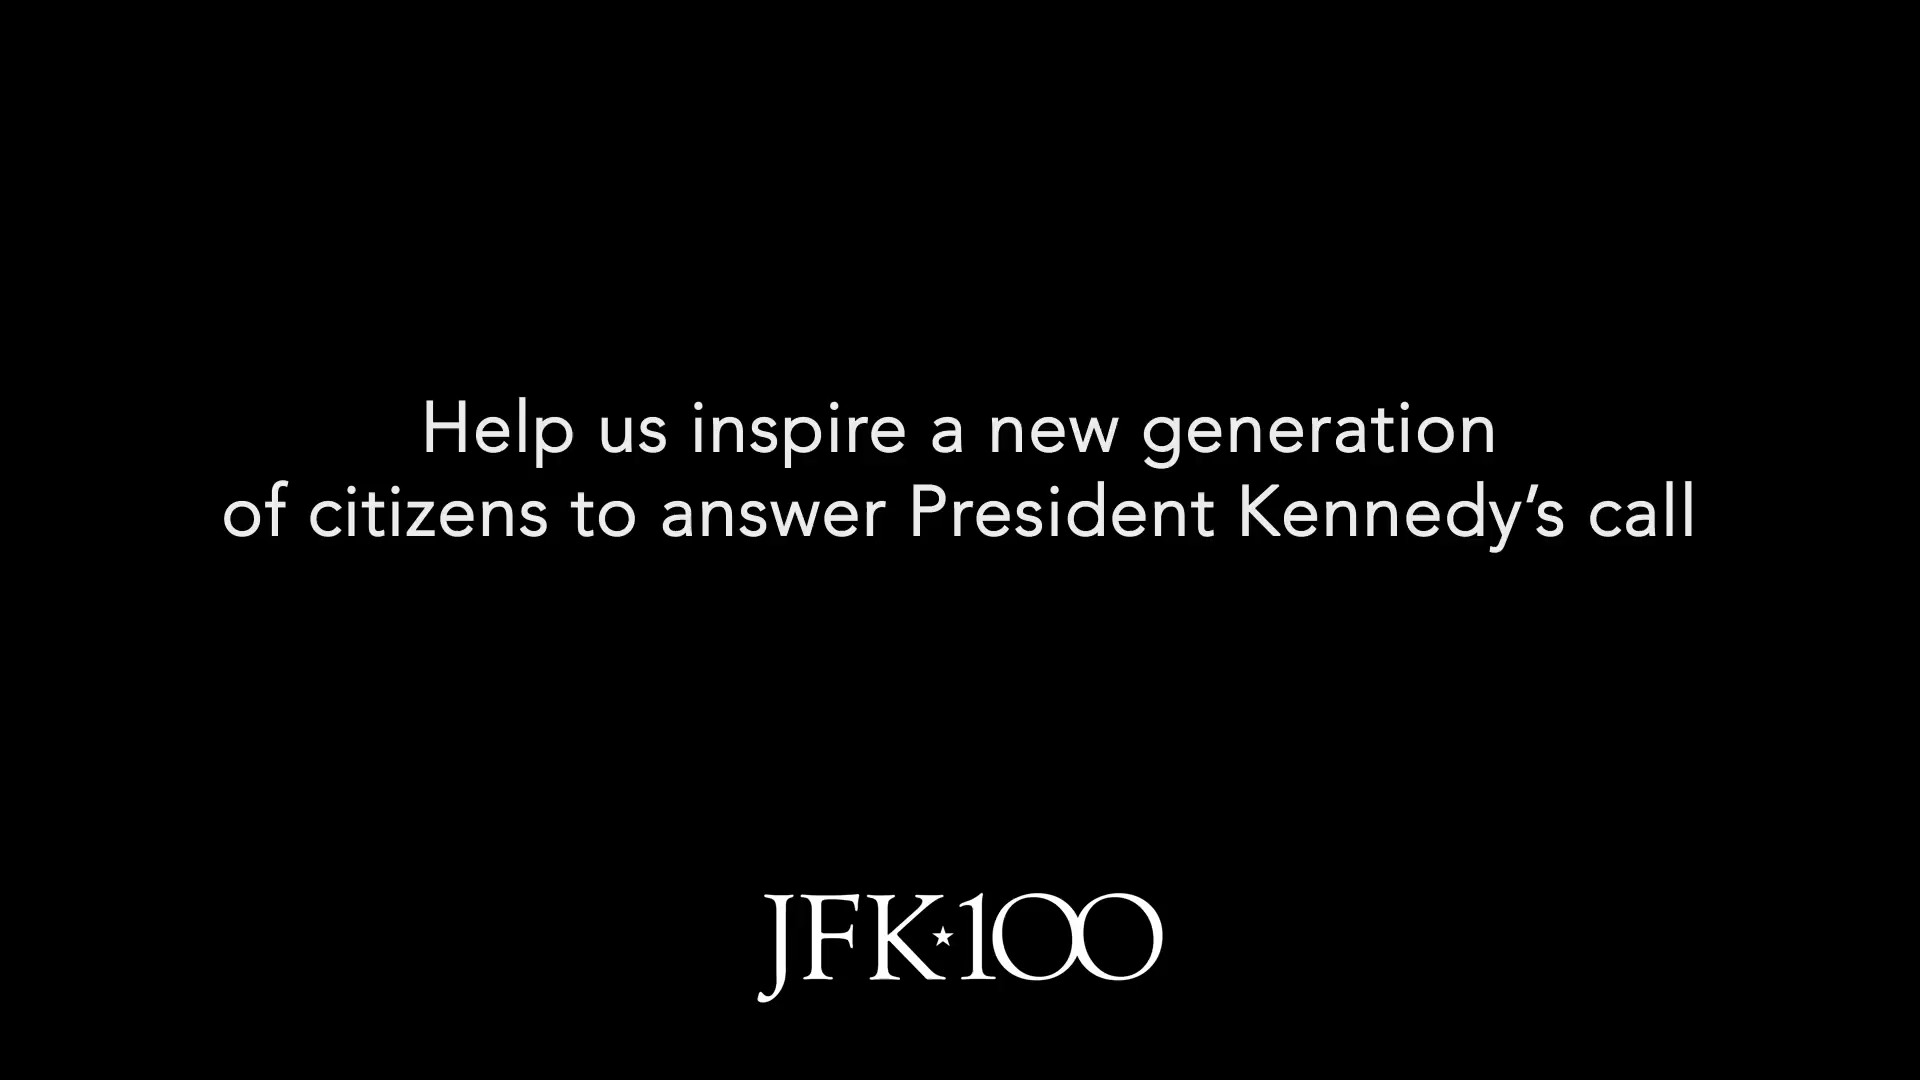 Help us inspire a new generation
of citizens to answer President Kennedy’s call
JFK★100